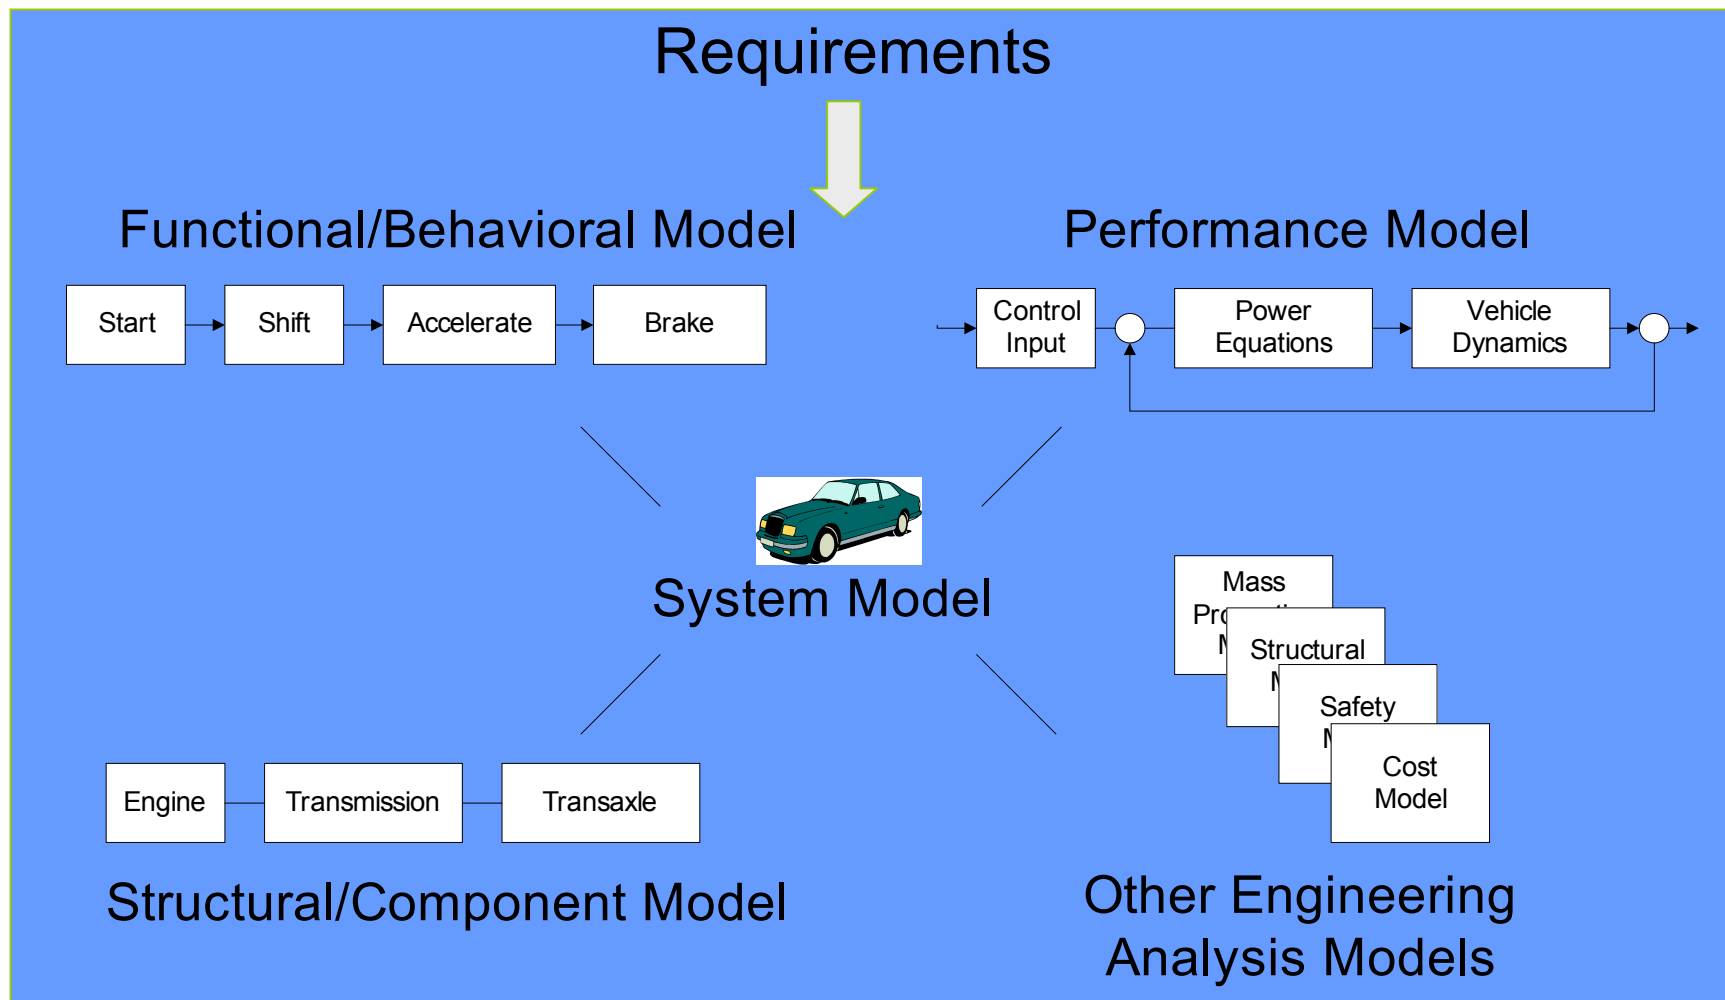 Requirements
Functional/Behavioral Model
Performance Model
Start
Shift
Accelerate
Brake
Control
Input
Power
Equations
Vehicle
Dynamics
System Model
Mass
Structural
Safety
Cost
Model
Engine
Transmission
Transaxle
Structural/Component Model
Other Engineering
Analysis Models